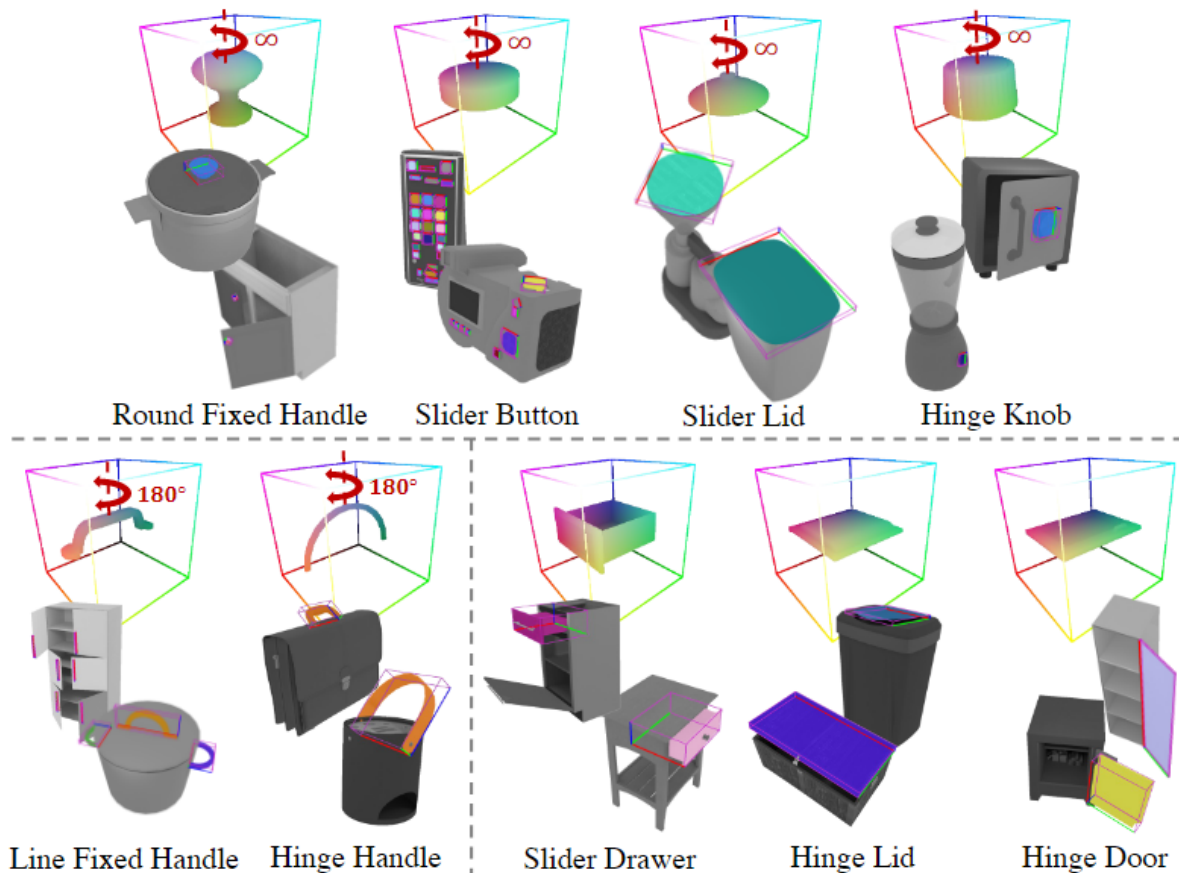 ∞
∞
∞
∞
Round Fixed Handle
Slider Button
Slider Lid
Hinge Knob
180°
180°
Line Fixed Handle
Hinge Handle
Slider Drawer
Hinge Lid
Hinge Door